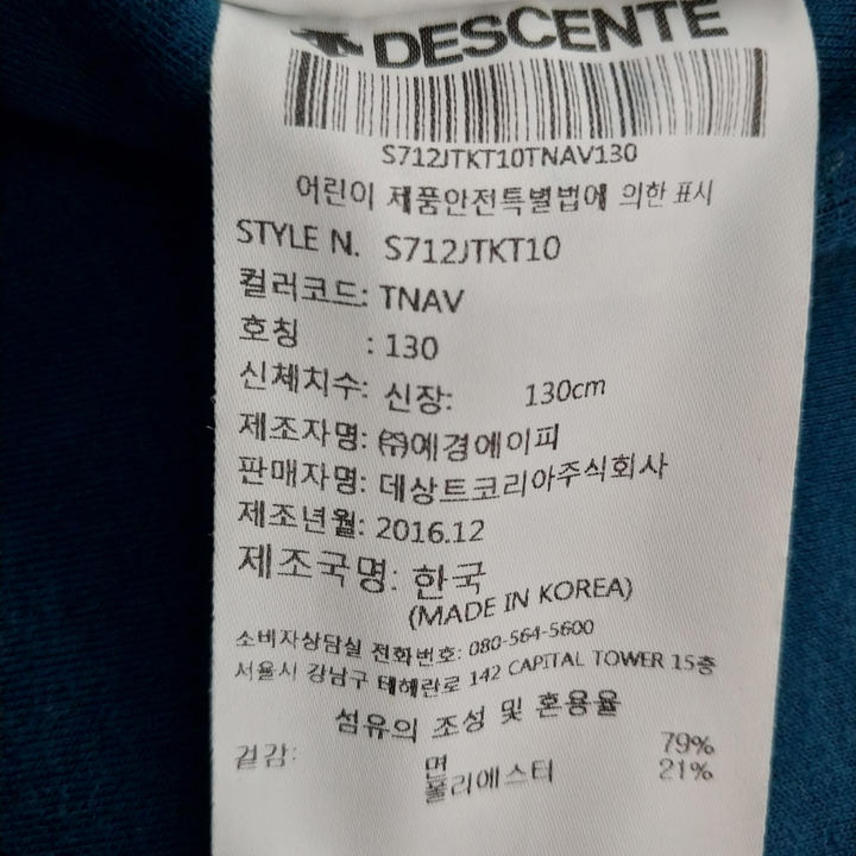 DESCENTE
S712JTKT10TNAV130
어린이 제품안전특별법에 의한 표시
STYLE N. S712JTKT10
컬러코드: TNAV
호칭 : 130
신체치수: 신장: 130cm
제조자명: ㈜예경에이피
판매자명: 데상트코리아주식회사
제조년월: 2016.12
제조국명: 한국
(MADE IN KOREA)
소비자상담실 전화번호: 080-564-5600
서울시 강남구 테헤란로 142 CAPITAL TOWER 15층
섬유의 조성 및 혼용율
겉감: 면 79%
폴리에스터 21%